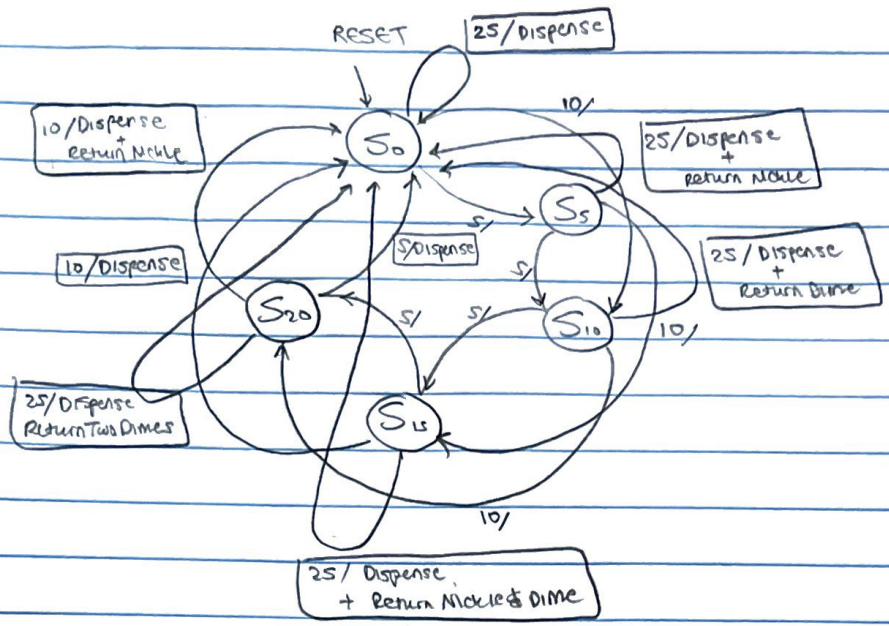 RESET
25/Dispense
10/
10/Dispense
+
Return Nickle
S0
25/Dispense
+
Return Nickle
S5
5/
5/Dispense
10/Dispense
5/
25/Dispense
+
Return Dime
S20
5/
5/
S10
10/
25/Dispense
Return Two Dimes
S15
10/
25/ Dispense
+ Return Nickle & Dime